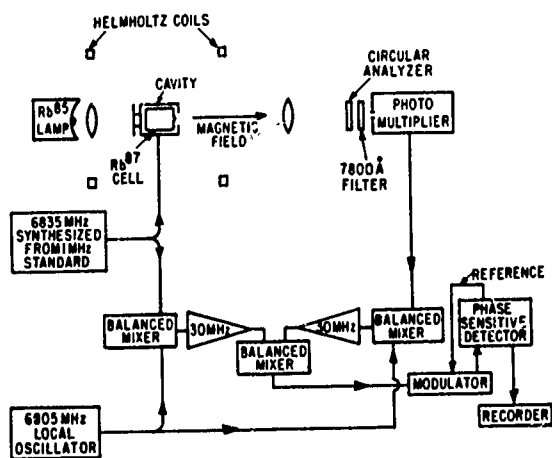 HELMHOLTZ COILS
CIRCULAR
ANALYZER
CAVITY
Rb85
LAMP
MAGNETIC
FIELD
PHOTO
MULTIPLIER
Rb87
CELL
7800Å
FILTER
6835 MHz
SYNTHESIZED
FROM 1 MHz
STANDARD
REFERENCE
BALANCED
MIXER
30MHz
BALANCED
MIXER
30MHz
BALANCED
MIXER
PHASE
SENSITIVE
DETECTOR
MODULATOR
6905 MHz
LOCAL
OSCILLATOR
RECORDER